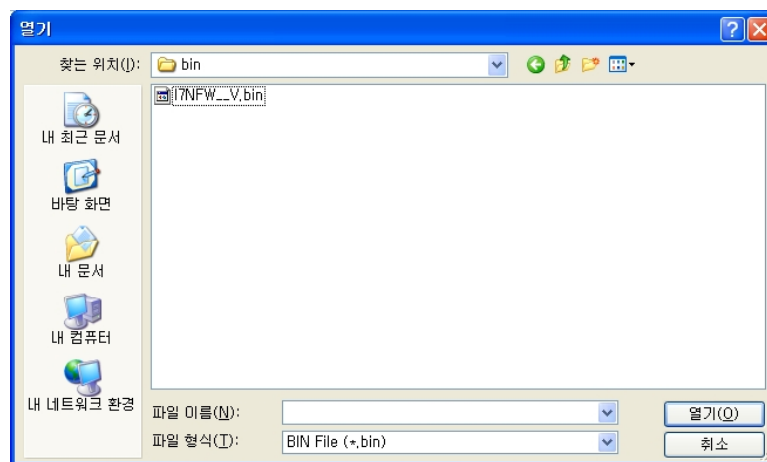 열기
찾는 위치(I): bin
I7NFW__V.bin
내 최근 문서
바탕 화면
내 문서
내 컴퓨터
내 네트워크 환경
파일 이름(N): 열기(O)
파일 형식(T): BIN File (*.bin) 취소